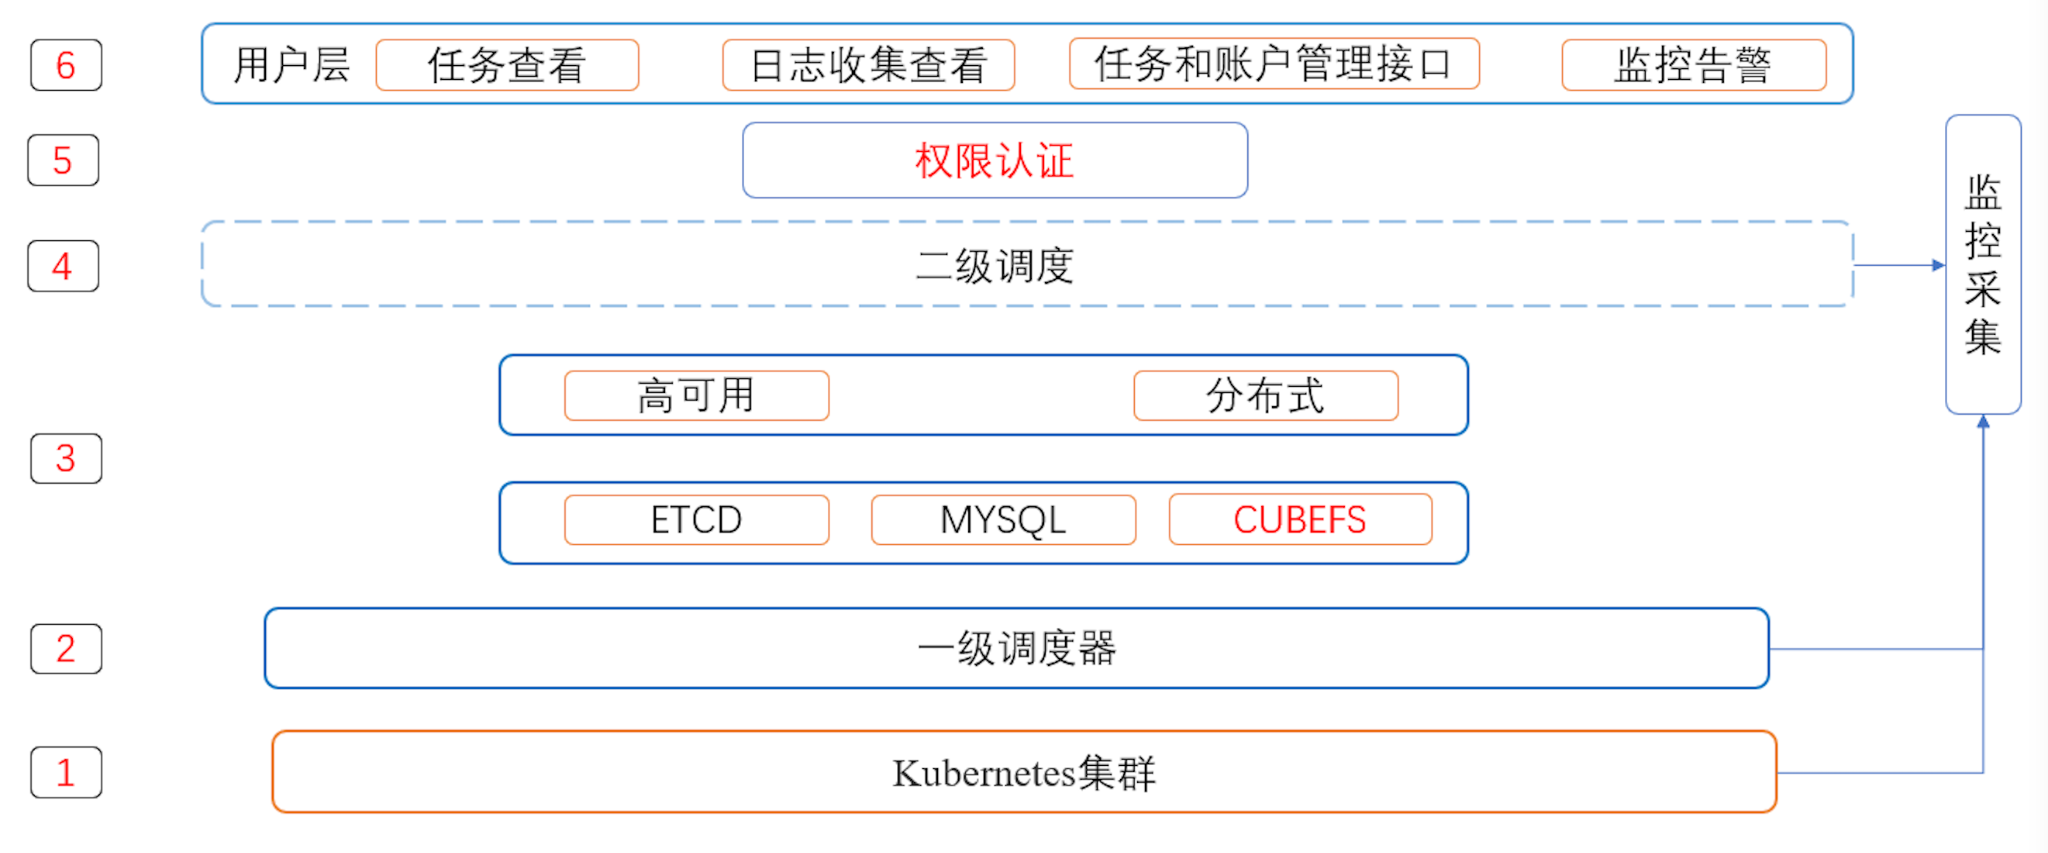 6
用户层
任务查看
日志收集查看
任务和账户管理接口
监控告警
5
权限认证
4
二级调度
监控采集
3
高可用
分布式
ETCD
MYSQL
CUBEFS
2
一级调度器
1
Kubernetes集群